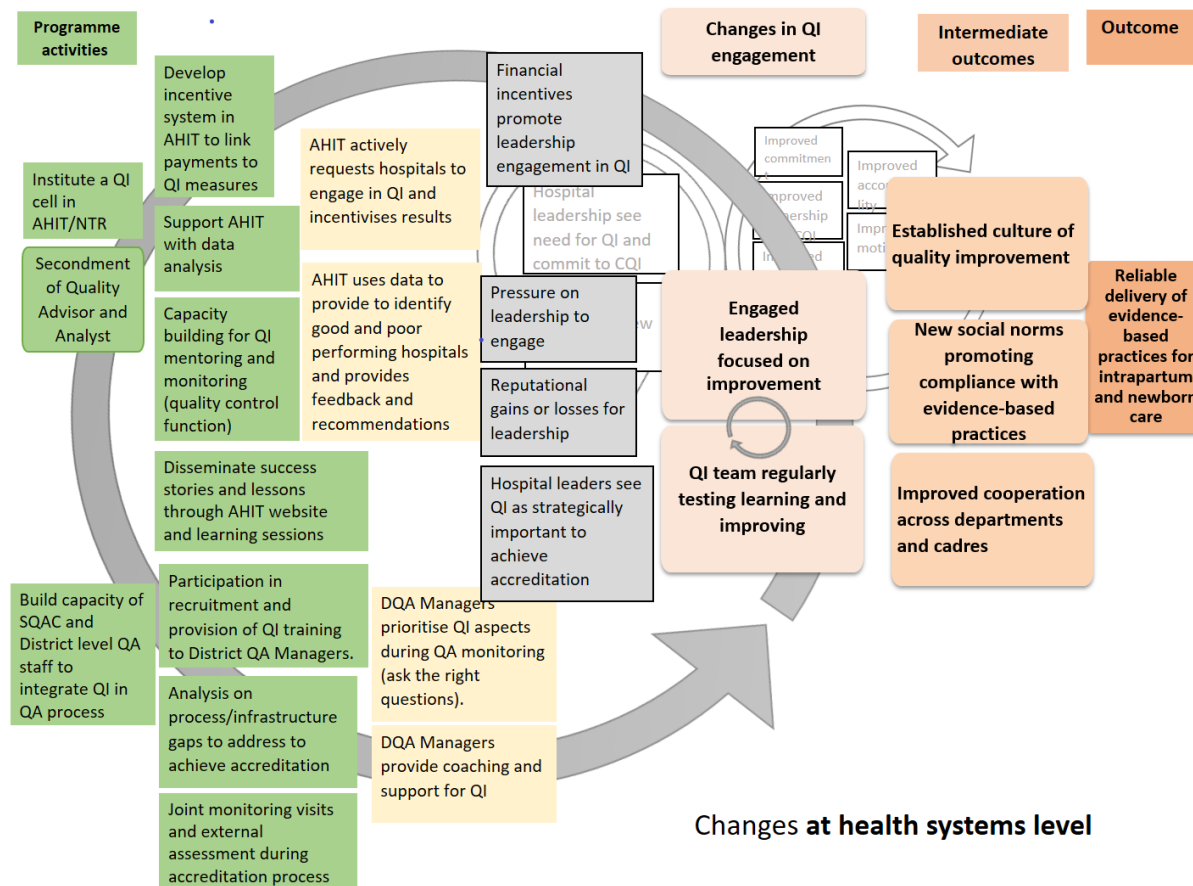 Programme
activities
Changes in QI
engagement
Intermediate
outcomes
Outcome
Develop
incentive
system in
AHIT to link
payments to
QI measures
Institute a QI
cell in
AHIT/NTR
Support AHIT
with data
analysis
Secondment
of Quality
Advisor and
Analyst
Capacity
building for QI
mentoring and
monitoring
(quality control
function)
Disseminate success
stories and lessons
through AHIT website
and learning sessions
Build capacity of
SQAC and
District level QA
staff to
integrate QI in
QA process
Participation in
recruitment and
provision of QI training
to District QA Managers.
Analysis on
process/infrastructure
gaps to address to
achieve accreditation
Joint monitoring visits
and external
assessment during
accreditation process
AHIT actively
requests hospitals to
engage in QI and
incentivises results
AHIT uses data to
provide to identify
good and poor
performing hospitals
and provides
feedback and
recommendations
DQA Managers
prioritise QI aspects
during QA monitoring
(ask the right
questions).
DQA Managers
provide coaching and
support for QI
Financial
incentives
promote
leadership
engagement in QI
Hospital
leadership see
need for QI and
commit to CQI
Pressure on
leadership to
engage
Reputational
gains or losses for
leadership
Hospital leaders see
QI as strategically
important to
achieve
accreditation
Improved
commitmen
Improved
Improved
Engaged
leadership
focused on
improvement
QI team regularly
testing learning and
improving
Established culture of
quality improvement
New social norms
promoting
compliance with
evidence-based
practices
Improved cooperation
across departments
and cadres
Reliable
delivery of
evidence-
based
practices for
intrapartum
and newborn
care
Changes at health systems level